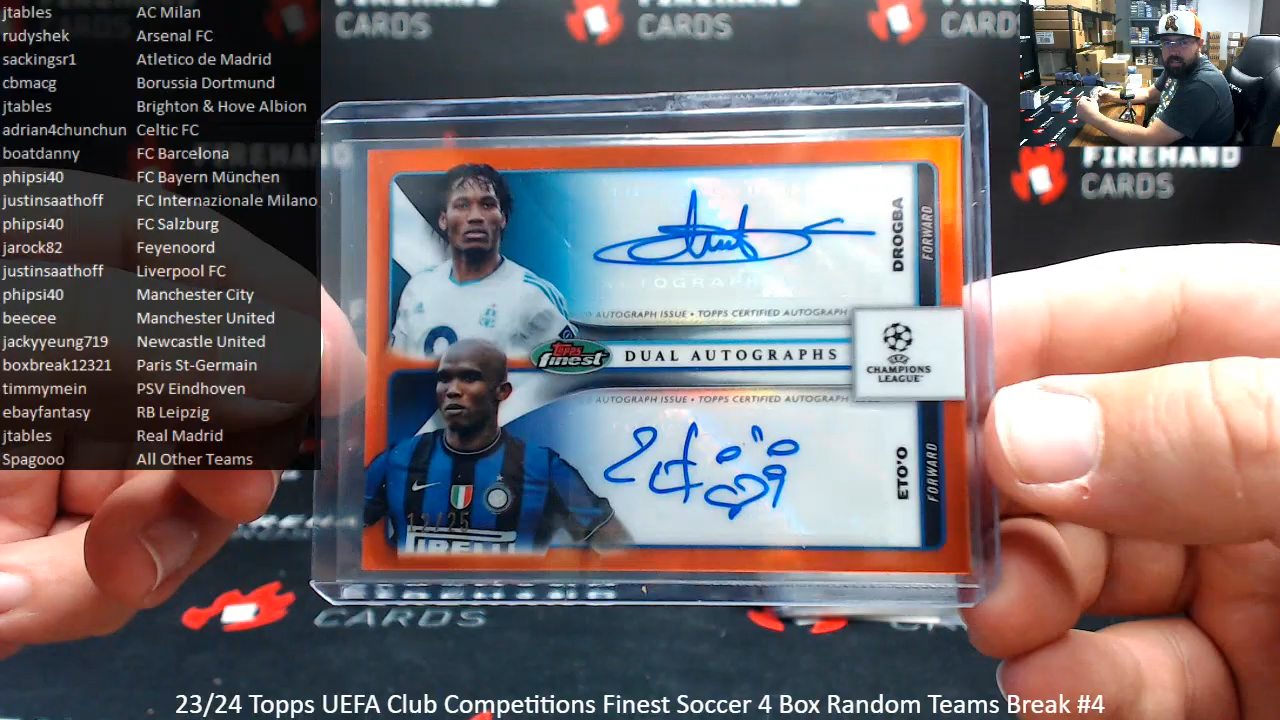 jtables AC Milan
rudyshek Arsenal FC
sackingsr1 Atletico de Madrid
cbmacg Borussia Dortmund
jtables Brighton & Hove Albion
adrian4chunchun Celtic FC
boatdanny FC Barcelona
phipsi40 FC Bayern München
justinsaathoff FC Internazionale Milano
phipsi40 FC Salzburg
jarock82 Feyenoord
justinsaathoff Liverpool FC
phipsi40 Manchester City
beecee Manchester United
jackyyeung719 Newcastle United
boxbreak12321 Paris St-Germain
timmymein PSV Eindhoven
ebayfantasy RB Leipzig
jtables Real Madrid
Spagooo All Other Teams
CARDS
FIREHAND
CARDS
CARDS
FIREHAND
CARDS
DROGBA
FORWARD
AUTOGRAPH ISSUE • TOPPS CERTIFIED AUTOGRAPH
Topps finest
DUAL AUTOGRAPHS
UEFA
CHAMPIONS
LEAGUE
AUTOGRAPH ISSUE • TOPPS CERTIFIED AUTOGRAPH
ETO'O
FORWARD
PIRELLI
CARDS
23/24 Topps UEFA Club Competitions Finest Soccer 4 Box Random Teams Break #4